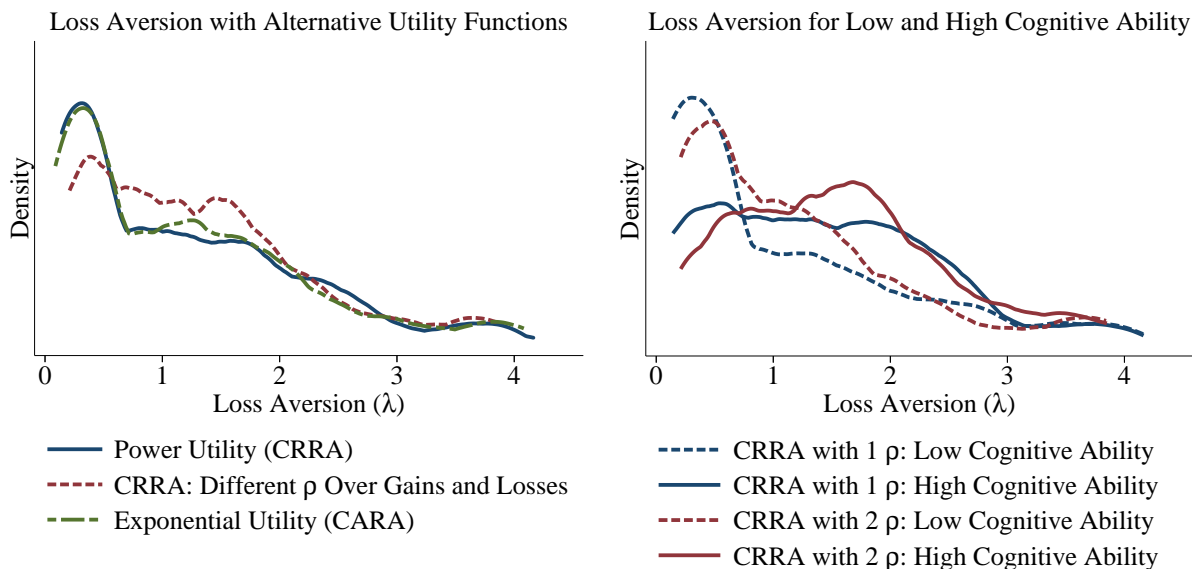 Loss Aversion with Alternative Utility Functions
Density
0 1 2 3 4
Loss Aversion (λ)
Power Utility (CRRA)
CRRA: Different ρ Over Gains and Losses
Exponential Utility (CARA)
Loss Aversion for Low and High Cognitive Ability
Density
0 1 2 3 4
Loss Aversion (λ)
CRRA with 1 ρ: Low Cognitive Ability
CRRA with 1 ρ: High Cognitive Ability
CRRA with 2 ρ: Low Cognitive Ability
CRRA with 2 ρ: High Cognitive Ability